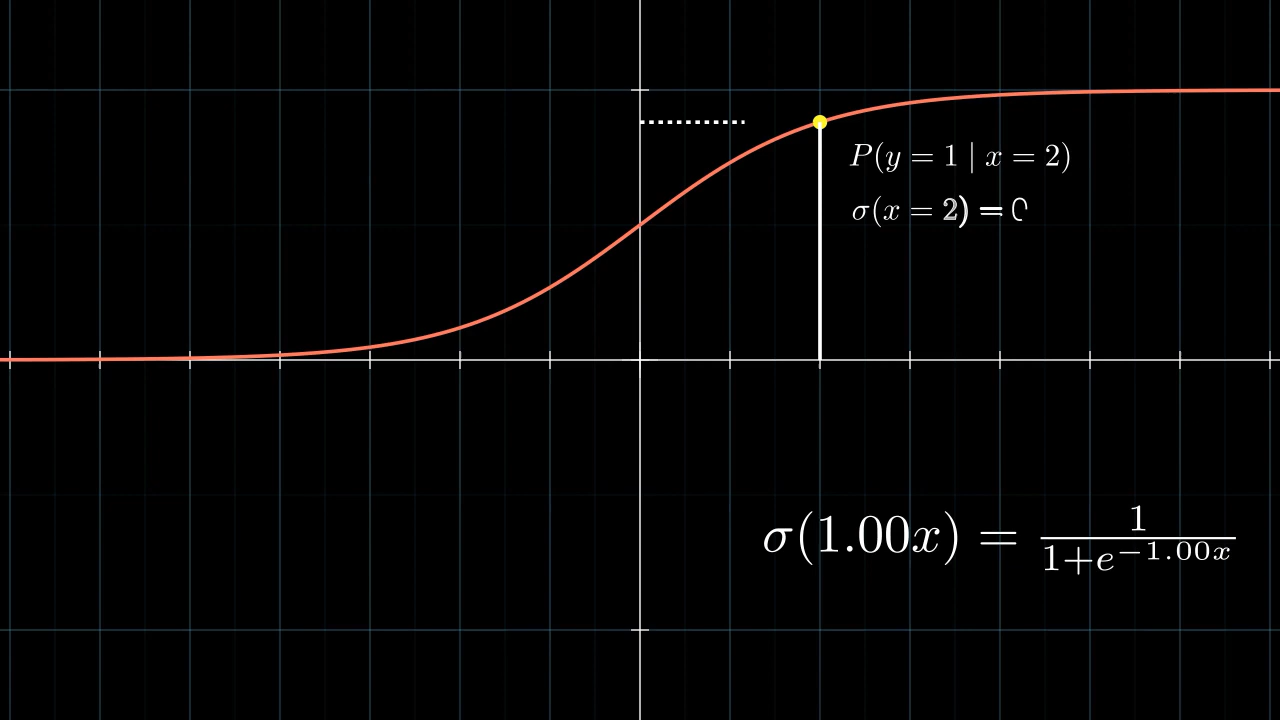 P(y = 1 | x = 2)
σ(x = 2) =
σ(1.00x) = 1 / 1+e^{−1.00x}